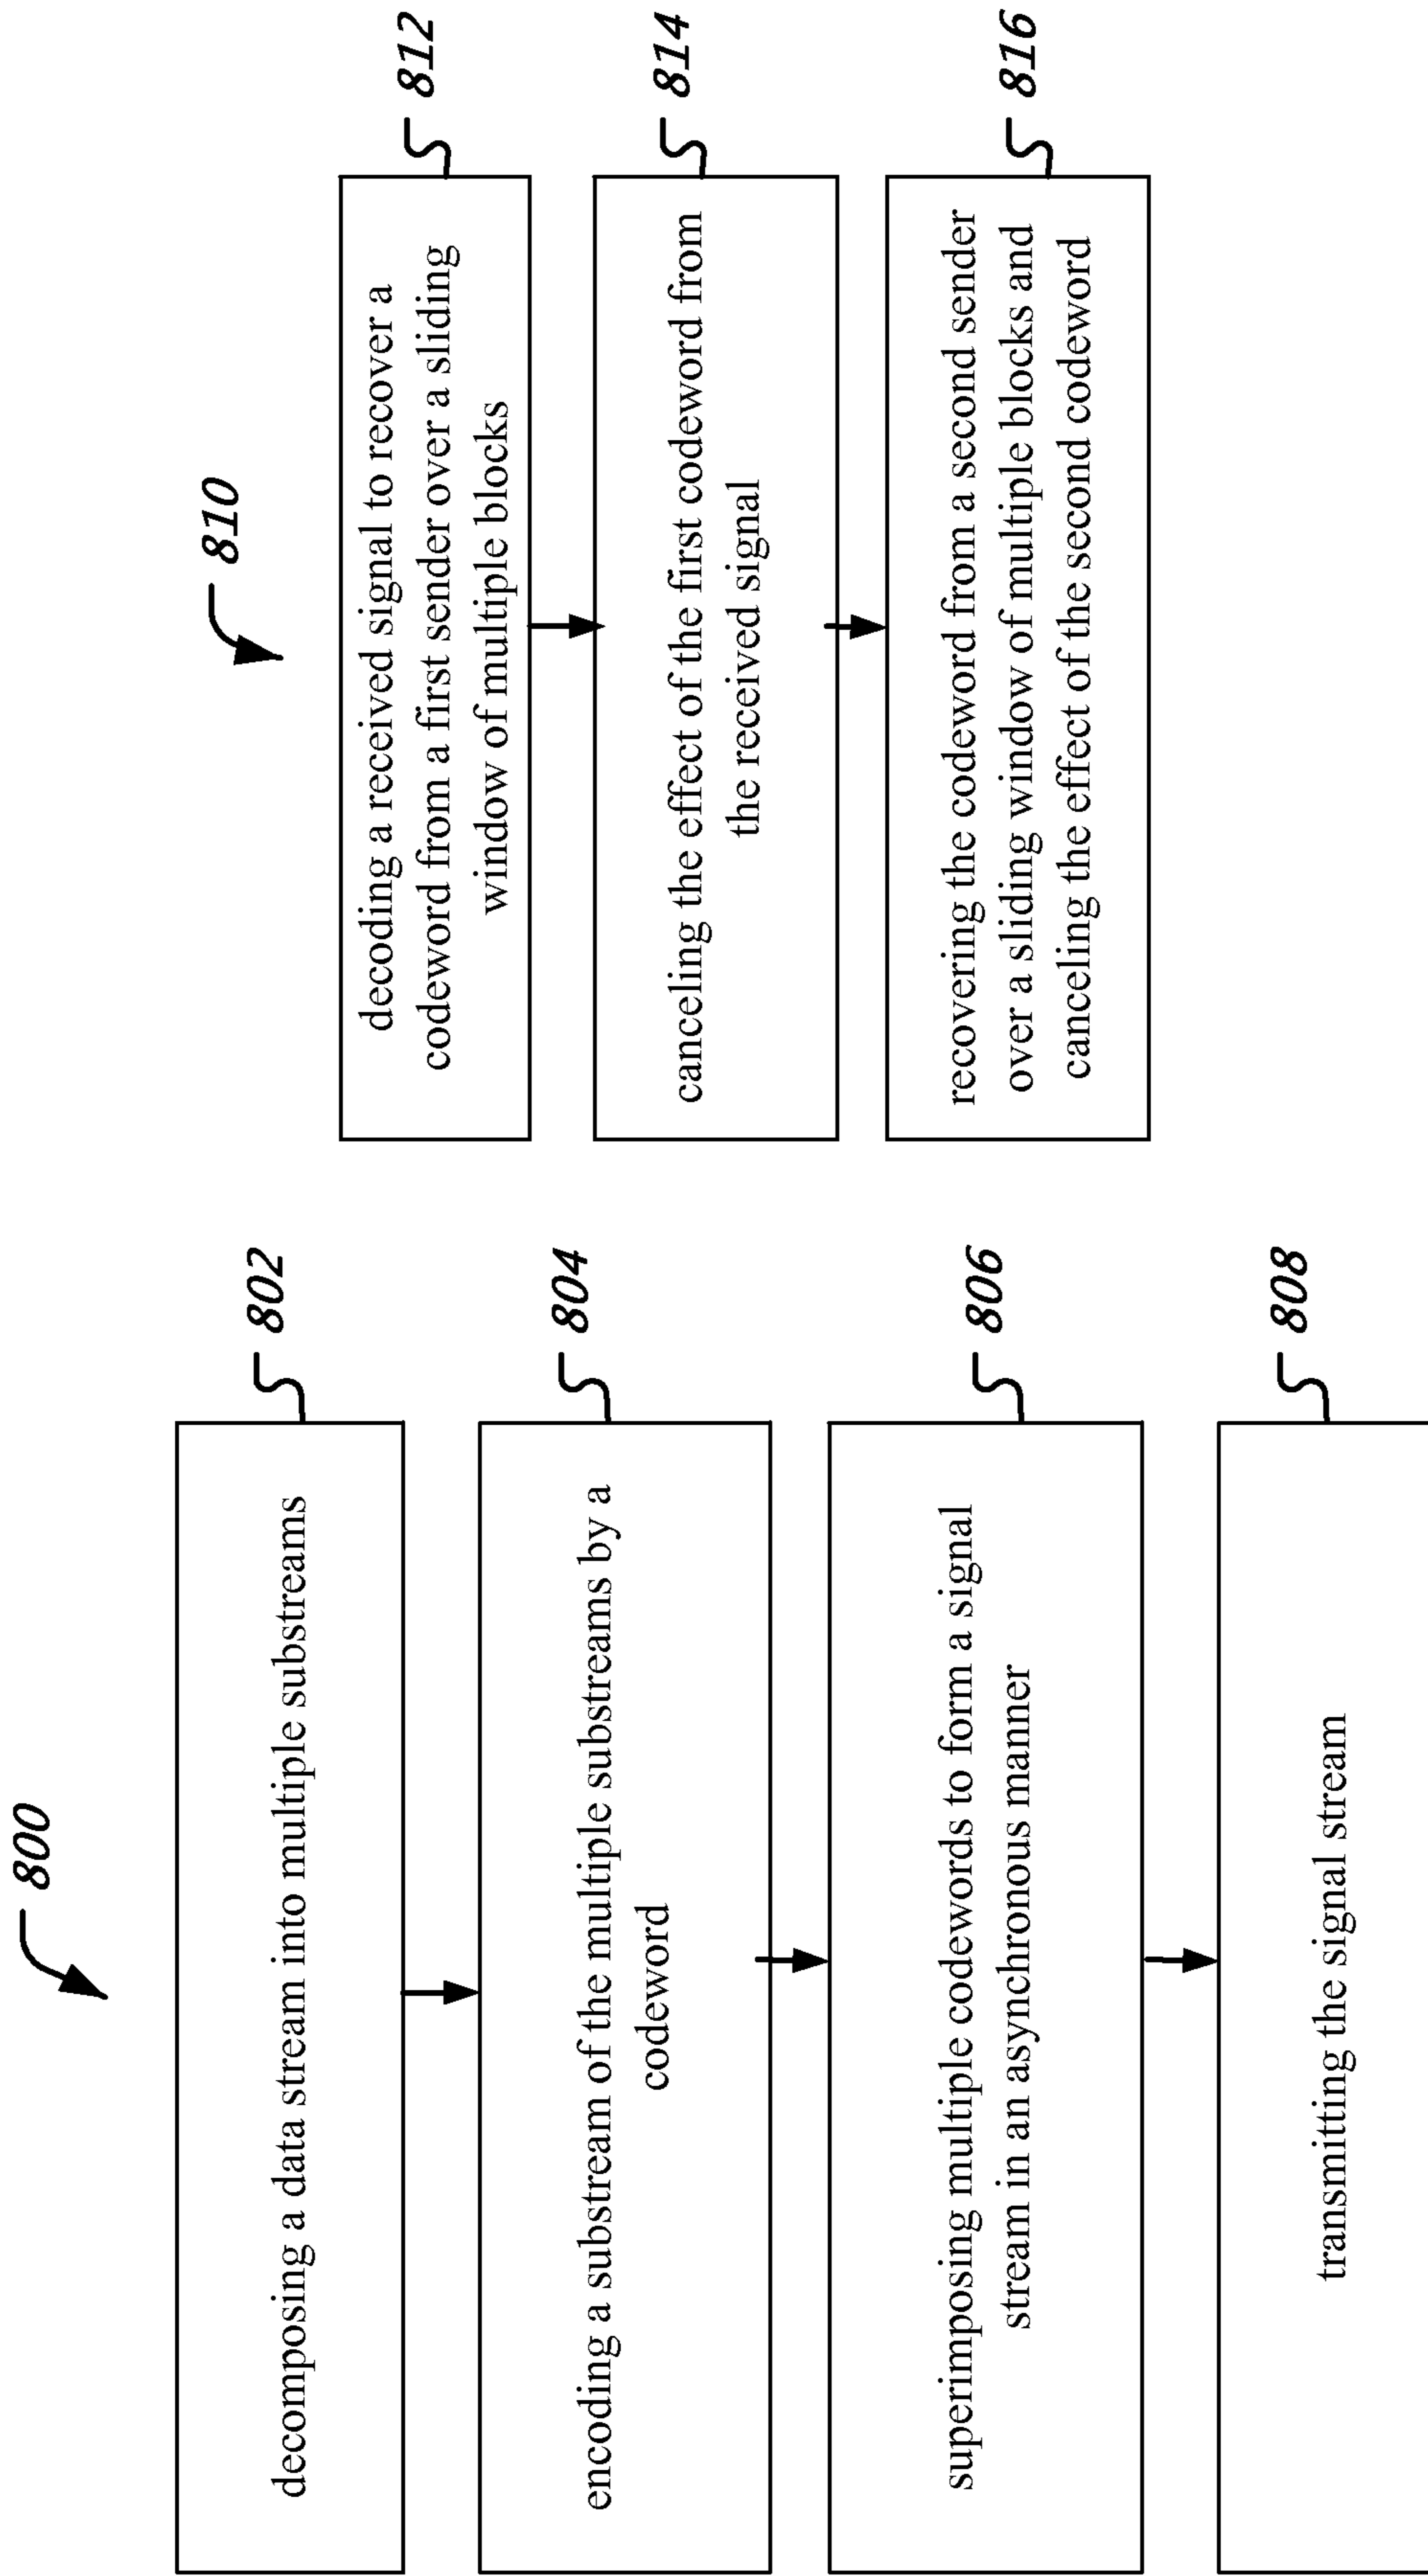 800
decomposing a data stream into multiple substreams
802
encoding a substream of the multiple substreams by a
codeword
804
superimposing multiple codewords to form a signal
stream in an asynchronous manner
806
transmitting the signal stream
808
810
decoding a received signal to recover a
codeword from a first sender over a sliding
window of multiple blocks
812
canceling the effect of the first codeword from
the received signal
814
recovering the codeword from a second sender
over a sliding window of multiple blocks and
canceling the effect of the second codeword
816